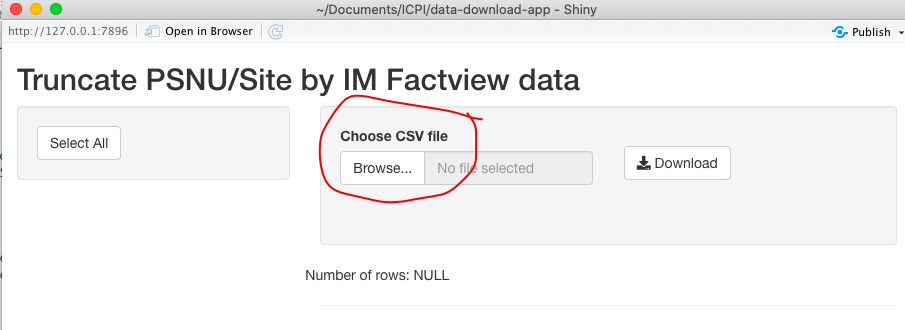 ~/Documents/ICPI/data-download-app - Shiny
http://127.0.0.1:7896 Open in Browser Publish
Truncate PSNU/Site by IM Factview data
Select All
Choose CSV file
Browse... No file selected
Download
Number of rows: NULL